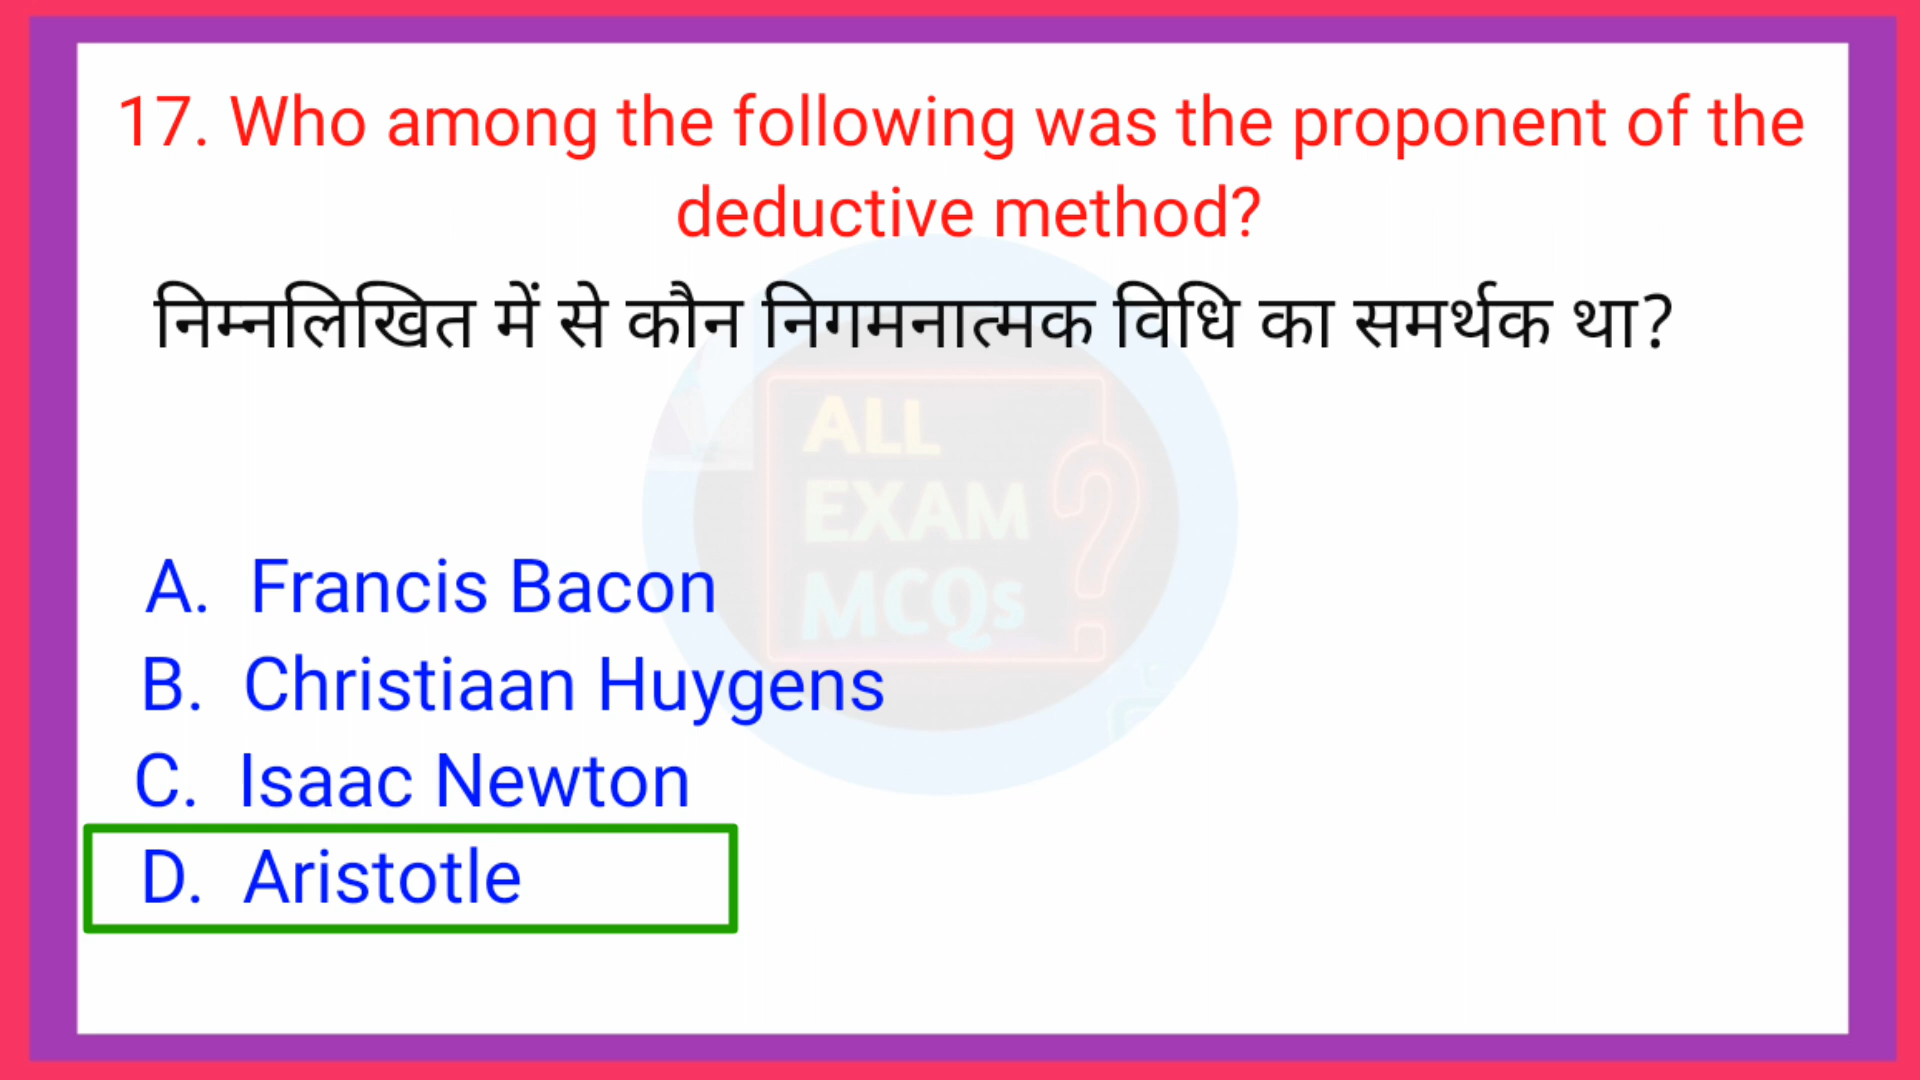 17. Who among the following was the proponent of the
deductive method?
निम्नलिखित में से कौन निगमनात्मक विधि का समर्थक था?
ALL
EXAM
MCQs
?
A. Francis Bacon
B. Christiaan Huygens
C. Isaac Newton
D. Aristotle